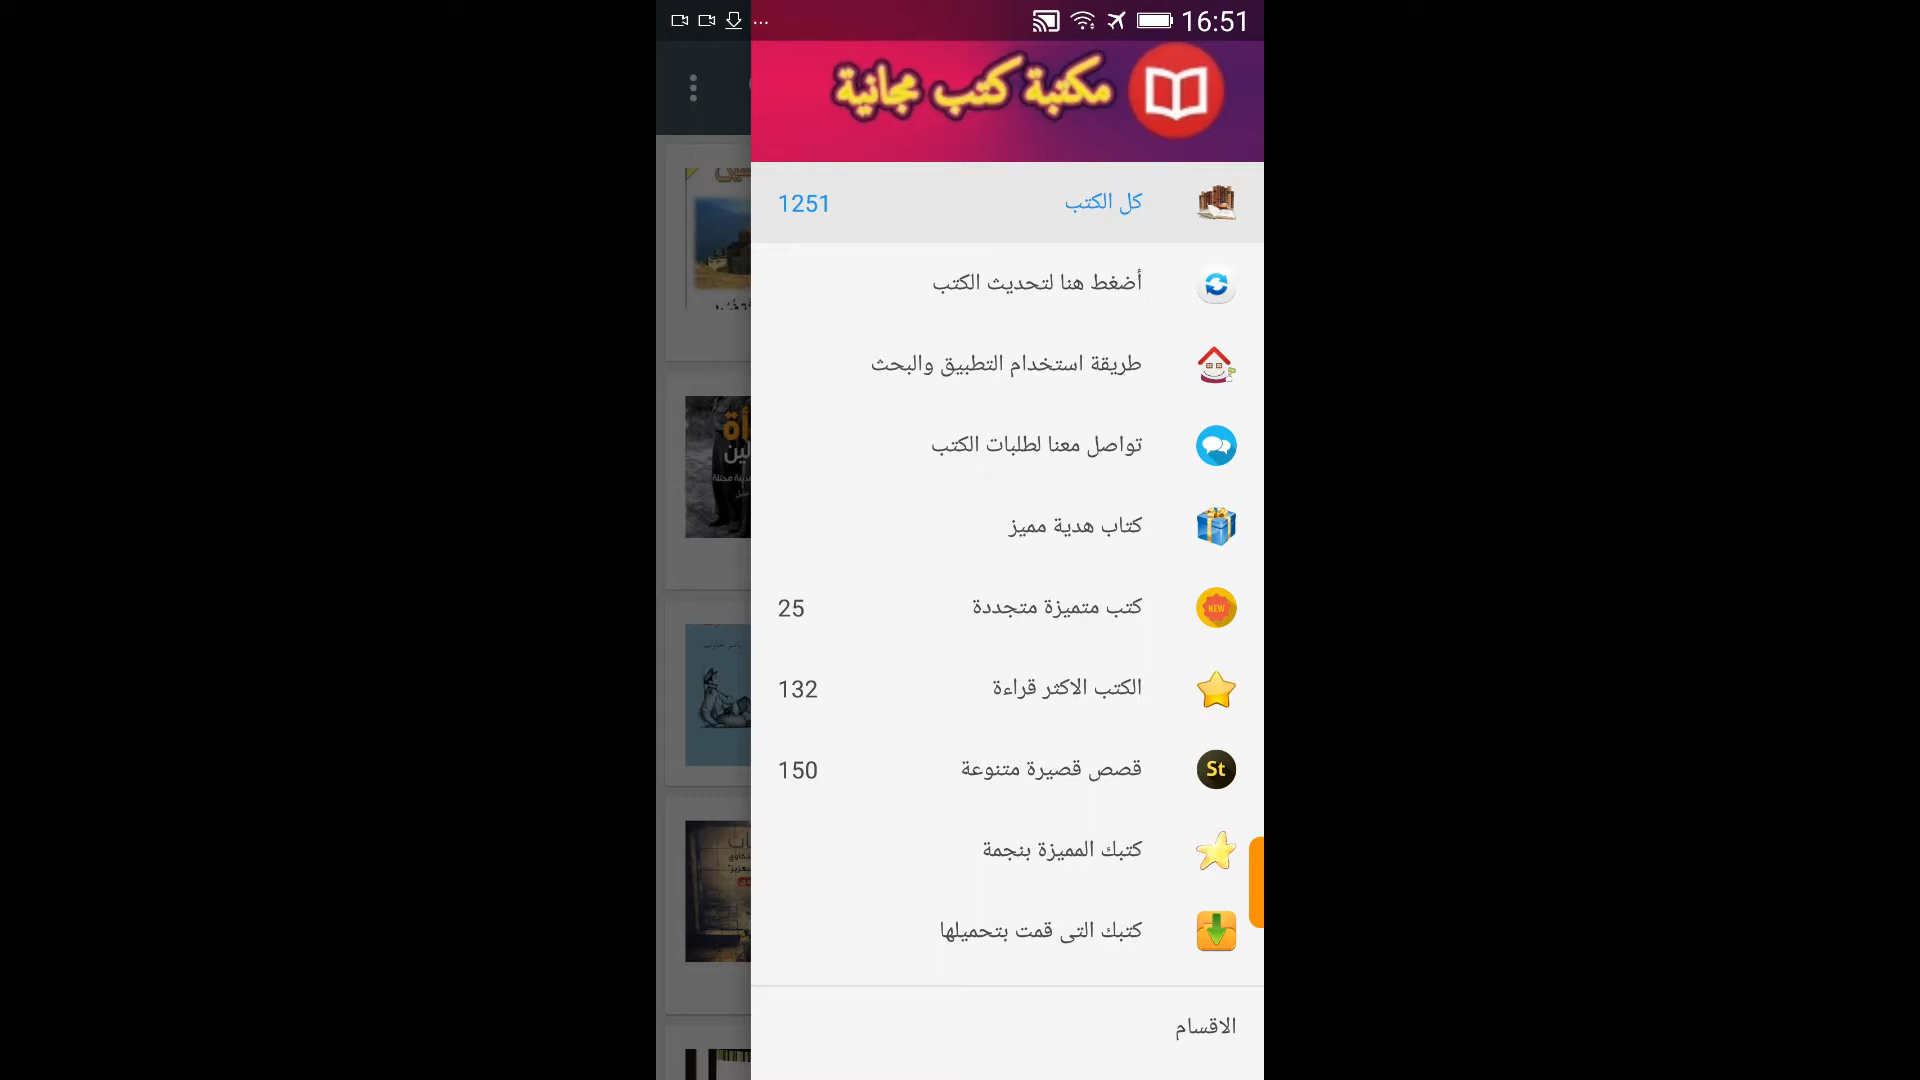 16:51
مكتبة كتب مجانية
كل الكتب 1251
أضغط هنا لتحديث الكتب
طريقة استخدام التطبيق والبحث
تواصل معنا لطلبات الكتب
كتاب هدية مميز
NEW كتب متميزة متجددة 25
الكتب الاكثر قراءة 132
St قصص قصيرة متنوعة 150
كتبك المميزة بنجمة
كتبك التى قمت بتحميلها
الاقسام